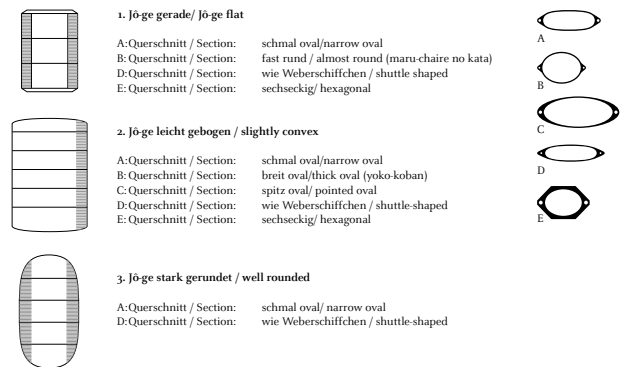 1. Jô-ge gerade/ Jô-ge flat
A: Querschnitt / Section: schmal oval/narrow oval
B: Querschnitt / Section: fast rund / almost round (maru-chaire no kata)
D: Querschnitt / Section: wie Weberschiffchen / shuttle shaped
E: Querschnitt / Section: sechseckig/ hexagonal
2. Jô-ge leicht gebogen / slightly convex
A: Querschnitt / Section: schmal oval/narrow oval
B: Querschnitt / Section: breit oval/thick oval (yoko-koban)
C: Querschnitt / Section: spitz oval/ pointed oval
D: Querschnitt / Section: wie Weberschiffchen / shuttle-shaped
E: Querschnitt / Section: sechseckig/ hexagonal
3. Jô-ge stark gerundet / well rounded
A: Querschnitt / Section: schmal oval/ narrow oval
D: Querschnitt / Section: wie Weberschiffchen / shuttle-shaped
A
B
C
D
E